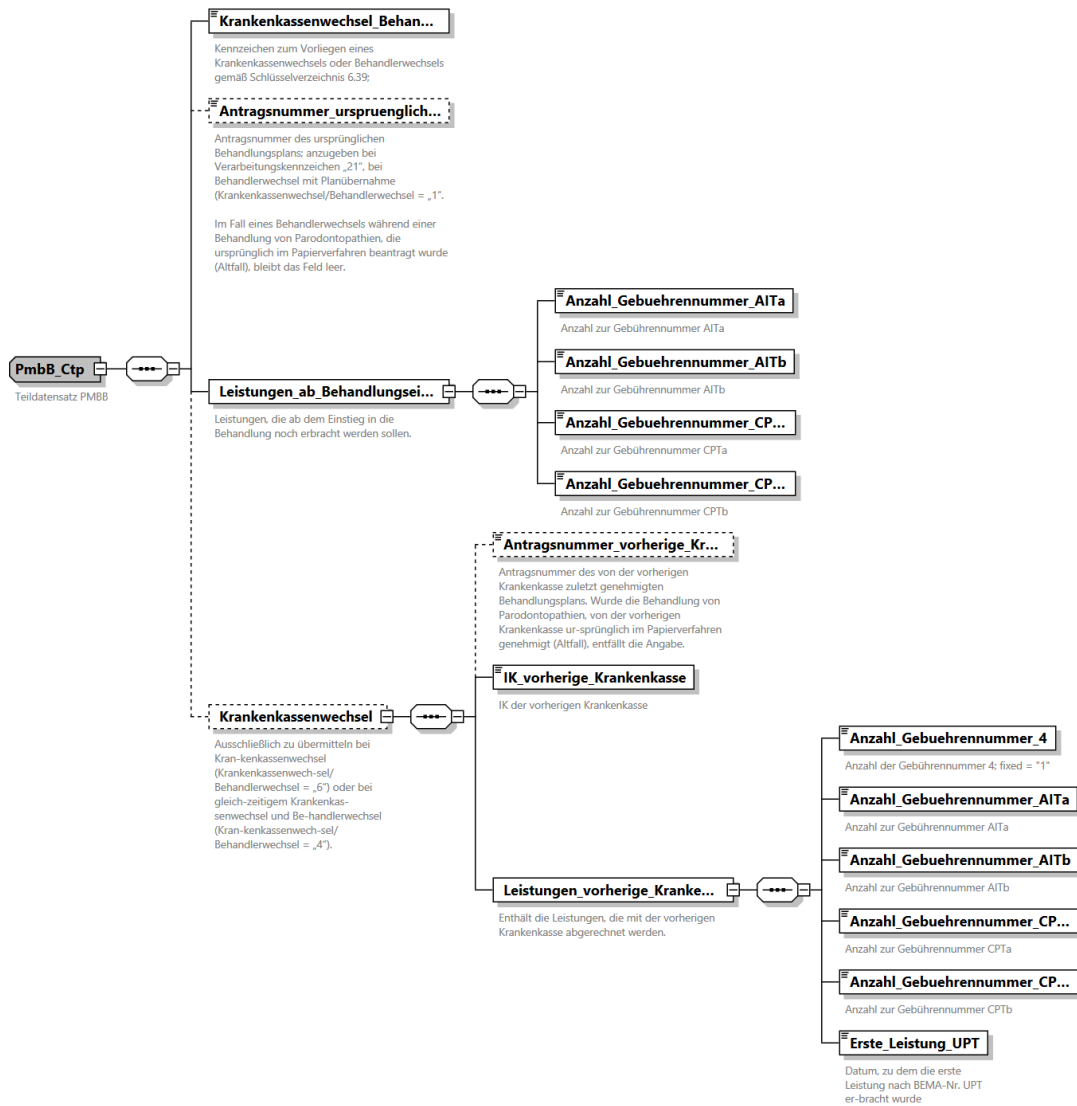 Krankenkassenwechsel_Behan...
Kennzeichen zum Vorliegen eines
Krankenkassenwechsels oder Behandlerwechsels
gemäß Schlüsselverzeichnis 6.39;
Antragsnummer_urspruenglich...
Antragsnummer des ursprünglichen
Behandlungsplans; anzugeben bei
Verarbeitungskennzeichen „21", bei
Behandlerwechsel mit Planübernahme
(Krankenkassenwechsel/Behandlerwechsel = „1".
Im Fall eines Behandlerwechsels während einer
Behandlung von Parodontopathien, die
ursprünglich im Papierverfahren beantragt wurde
(Altfall), bleibt das Feld leer.
PmbB_Ctp
Teildatensatz PMBB
Leistungen_ab_Behandlungsei...
Leistungen, die ab dem Einstieg in die
Behandlung noch erbracht werden sollen.
Anzahl_Gebuehrennummer_AITa
Anzahl zur Gebührennummer AITa
Anzahl_Gebuehrennummer_AITb
Anzahl zur Gebührennummer AITb
Anzahl_Gebuehrennummer_CP...
Anzahl zur Gebührennummer CPTa
Anzahl_Gebuehrennummer_CP...
Anzahl zur Gebührennummer CPTb
Krankenkassenwechsel
Ausschließlich zu übermitteln bei
Kran-kenkassenwechsel
(Krankenkassenwech-sel/
Behandlerwechsel = „6") oder bei
gleich-zeitigem Krankenkas-
senwechsel und Be-handlerwechsel
(Kran-kenkassenwech-sel/
Behandlerwechsel = „4").
Antragsnummer_vorherige_Kr...
Antragsnummer des von der vorherigen
Krankenkasse zuletzt genehmigten
Behandlungsplans. Wurde die Behandlung von
Parodontopathien, von der vorherigen
Krankenkasse ur-sprünglich im Papierverfahren
genehmigt (Altfall), entfällt die Angabe.
IK_vorherige_Krankenkasse
IK der vorherigen Krankenkasse
Leistungen_vorherige_Kranke...
Enthält die Leistungen, die mit der vorherigen
Krankenkasse abgerechnet werden.
Anzahl_Gebuehrennummer_4
Anzahl der Gebührennummer 4; fixed = "1"
Anzahl_Gebuehrennummer_AITa
Anzahl zur Gebührennummer AITa
Anzahl_Gebuehrennummer_AITb
Anzahl zur Gebührennummer AITb
Anzahl_Gebuehrennummer_CP...
Anzahl zur Gebührennummer CPTa
Anzahl_Gebuehrennummer_CP...
Anzahl zur Gebührennummer CPTb
Erste_Leistung_UPT
Datum, zu dem die erste
Leistung nach BEMA-Nr. UPT
er-bracht wurde